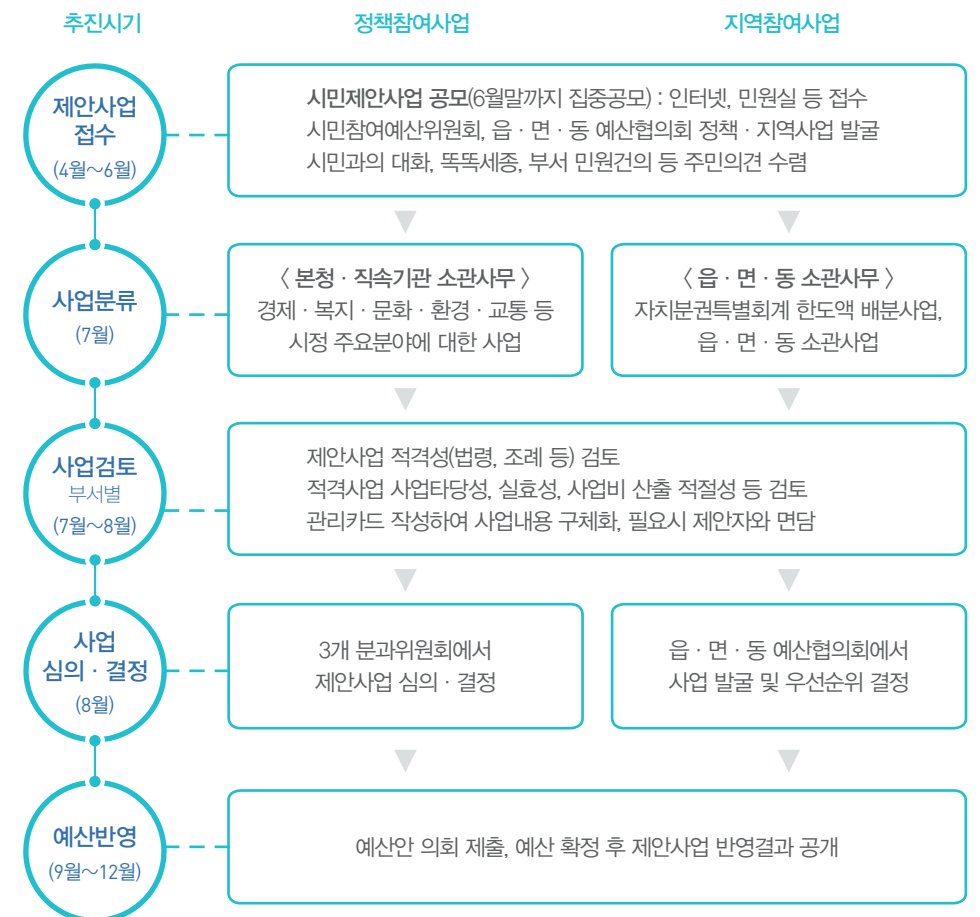 추진시기
정책참여사업
지역참여사업
제안사업
접수
(4월~6월)
시민제안사업 공모(6월말까지 집중공모) : 인터넷, 민원실 등 접수
시민참여예산위원회, 읍 · 면 · 동 예산협의회 정책 · 지역사업 발굴
시민과의 대화, 똑똑세종, 부서 민원건의 등 주민의견 수렴
사업분류
(7월)
〈 본청 · 직속기관 소관사무 〉
경제 · 복지 · 문화 · 환경 · 교통 등
시정 주요분야에 대한 사업
〈 읍 · 면 · 동 소관사무 〉
자치분권특별회계 한도액 배분사업,
읍 · 면 · 동 소관사업
사업검토
부서별
(7월~8월)
제안사업 적격성(법령, 조례 등) 검토
적격사업 사업타당성, 실효성, 사업비 산출 적절성 등 검토
관리카드 작성하여 사업내용 구체화, 필요시 제안자와 면담
사업
심의 · 결정
(8월)
3개 분과위원회에서
제안사업 심의 · 결정
읍 · 면 · 동 예산협의회에서
사업 발굴 및 우선순위 결정
예산반영
(9월~12월)
예산안 의회 제출, 예산 확정 후 제안사업 반영결과 공개